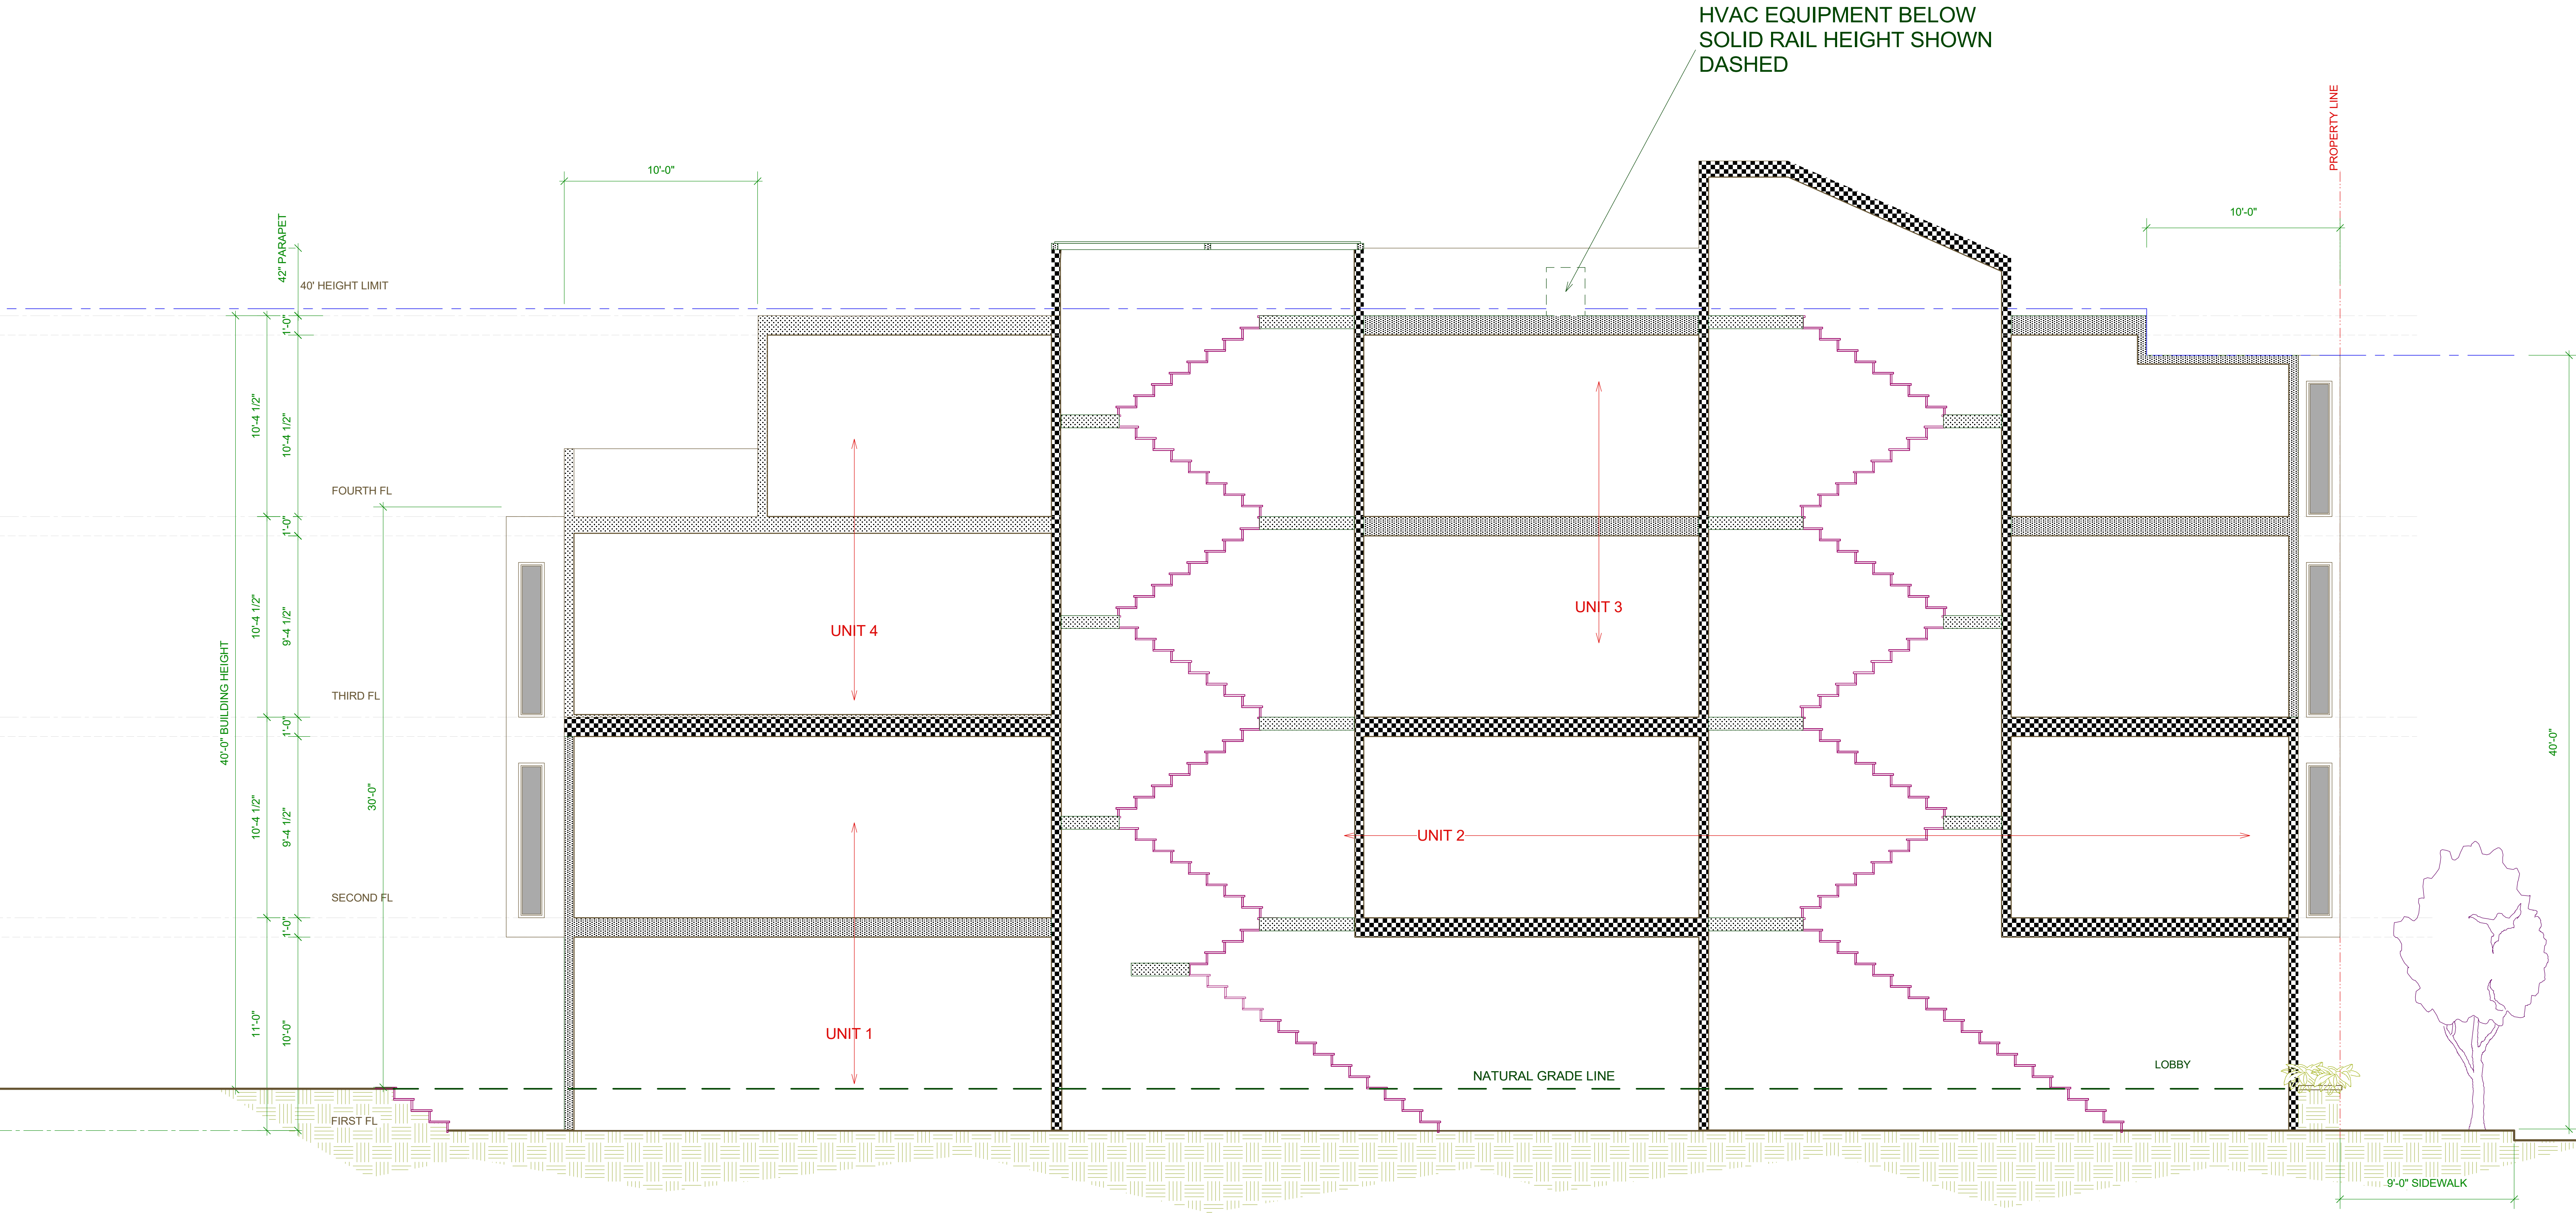 HVAC EQUIPMENT BELOW
SOLID RAIL HEIGHT SHOWN
DASHED
PROPERTY LINE
10'-0"
10'-0"
42" PARAPET
40' HEIGHT LIMIT
1'-0"
10'-4 1/2"
10'-4 1/2"
FOURTH FL
1'-0"
10'-4 1/2"
9'-4 1/2"
UNIT 3
UNIT 4
40'-0" BUILDING HEIGHT
THIRD FL
1'-0"
40'-0"
30'-0"
10'-4 1/2"
9'-4 1/2"
UNIT 2
SECOND FL
1'-0"
11'-0"
10'-0"
UNIT 1
NATURAL GRADE LINE
LOBBY
FIRST FL
9'-0" SIDEWALK